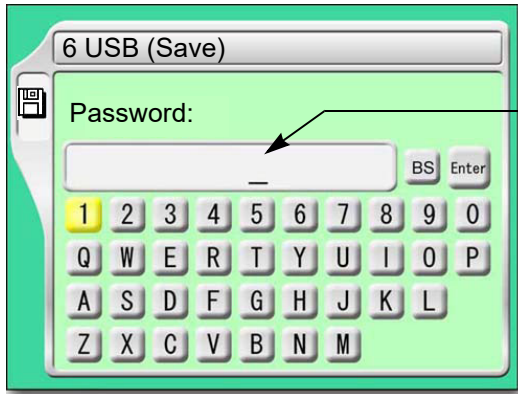 6 USB (Save)
Password:
_
BS Enter
1 2 3 4 5 6 7 8 9 0
Q W E R T Y U I O P
A S D F G H J K L
Z X C V B N M